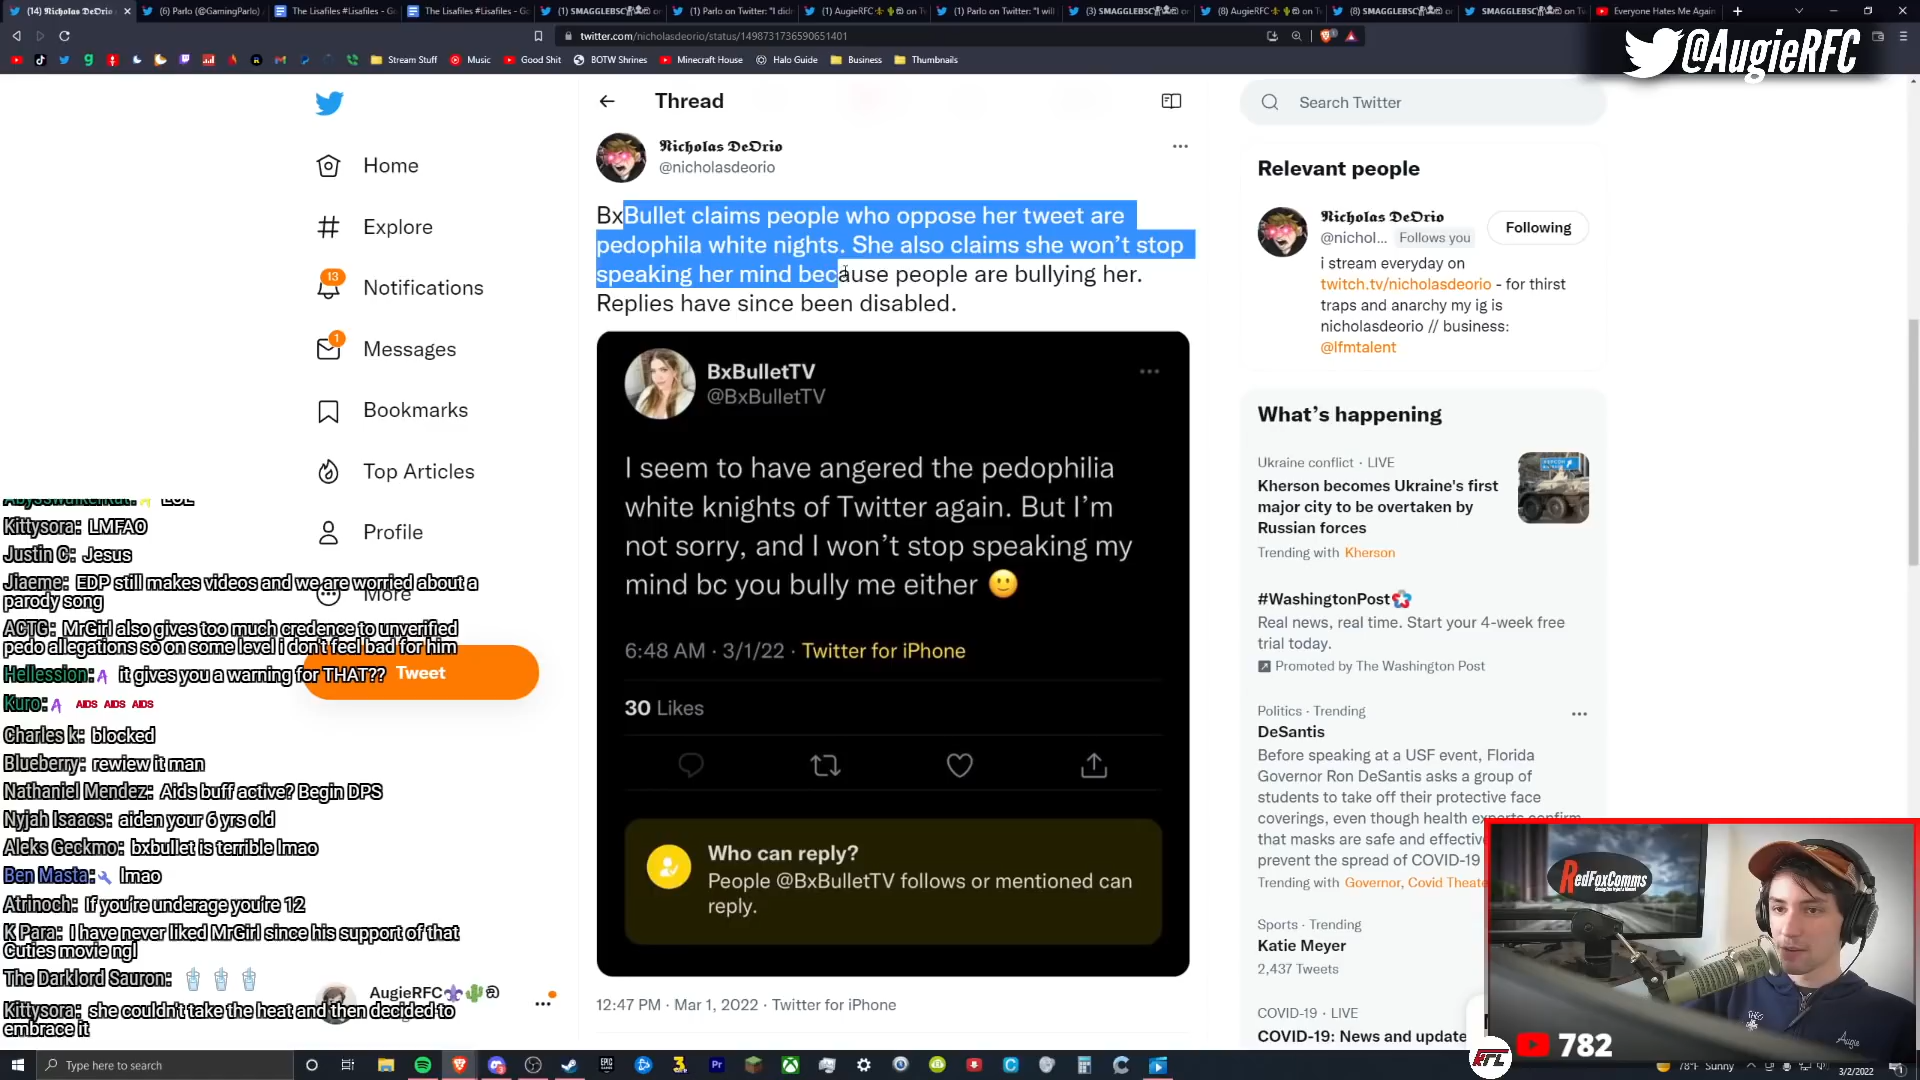 (14) Nicholas DeOrio
(6) Parlo (@GamingParlo)
The Lisafiles #Lisafiles - G
The Lisafiles #Lisafiles - G
(1) Parlo on Twitter: "I didn
(1) AugieRFC
(1) Parlo on Twitter: "I will
(8) AugieRFC
Everyone Hates Me Again
twitter.com/nicholasdeorio/status/1498731736590651401
@AugieRFC
Stream Stuff
Music
Good Shit
BOTW Shrines
Minecraft House
Halo Guide
Business
Thumbnails
Home
Explore
13
Notifications
1
Messages
Bookmarks
Top Articles
Profile
More
Tweet
AugieRFC
Thread
Nicholas DeOrio
@nicholasdeorio
BxBullet claims people who oppose her tweet are
pedophila white nights. She also claims she won't stop
speaking her mind because people are bullying her.
Replies have since been disabled.
BxBulletTV
@BxBulletTV
I seem to have angered the pedophilia
white knights of Twitter again. But I'm
not sorry, and I won't stop speaking my
mind bc you bully me either 🙂
6:48 AM · 3/1/22 · Twitter for iPhone
30 Likes
Who can reply?
People @BxBulletTV follows or mentioned can
reply.
12:47 PM · Mar 1, 2022 · Twitter for iPhone
Search Twitter
Relevant people
Nicholas DeOrio
@nichol... Follows you
Following
i stream everyday on
twitch.tv/nicholasdeorio - for thirst
traps and anarchy my ig is
nicholasdeorio // business:
@lfmtalent
What's happening
Ukraine conflict · LIVE
Kherson becomes Ukraine's first
major city to be overtaken by
Russian forces
Trending with Kherson
#WashingtonPost
Real news, real time. Start your 4-week free
trial today.
Promoted by The Washington Post
Politics · Trending
DeSantis
Before speaking at a USF event, Florida
Governor Ron DeSantis asks a group of
students to take off their protective face
coverings, even though health experts confirm
that masks are safe and effective
prevent the spread of COVID-19
Trending with Governor, Covid Theate
Sports · Trending
Katie Meyer
2,437 Tweets
COVID-19 · LIVE
COVID-19: News and update
Kittysora: LMFAO
Justin C: Jesus
Jiaeme: EDP still makes videos and we are worried about a
parody song
ACTG: MrGirl also gives too much credence to unverified
pedo allegations so on some level i don't feel bad for him
Hellession: it gives you a warning for THAT??
Kuro: AIDS AIDS AIDS
Charles k: blocked
Blueberry: rewiew it man
Nathaniel Mendez: Aids buff active? Begin DPS
Nyjah Isaacs: aiden your 6 yrs old
Aleks Geckmo: bxbullet is terrible lmao
Ben Masta: lmao
Atrinoch: If you're underage you're 12
K Para: I have never liked MrGirl since his support of that
Cuties movie ngl
The Darklord Sauron: 🥤 🥤 🥤
Kittysora: she couldn't take the heat and then decided to
embrace it
RedFoxComms
Augie
RFC
782
Type here to search
78°F Sunny
3/2/2022